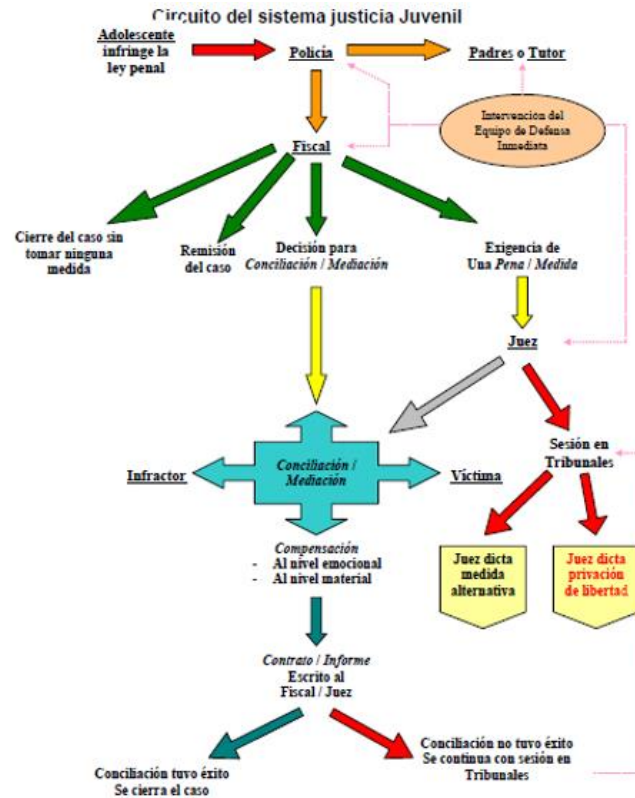 Circuito del sistema justicia Juvenil
Adolescente
infringe la
ley penal
Policía
Padres o Tutor
Intervención del
Equipo de Defensa
Inmediata
Fiscal
Cierre del caso sin
tomar ninguna
medida
Remisión
del caso
Decisión para
Conciliación / Mediación
Exigencia de
Una Pena / Medida
Juez
Sesión en
Tribunales
Infractor
Conciliación /
Mediación
Víctima
Compensación
- Al nivel emocional
- Al nivel material
Juez dicta
medida
alternativa
Juez dicta
privación
de libertad
Contrato / Informe
Escrito al
Fiscal / Juez
Conciliación tuvo éxito
Se cierra el caso
Conciliación no tuvo éxito
Se continua con sesión en
Tribunales